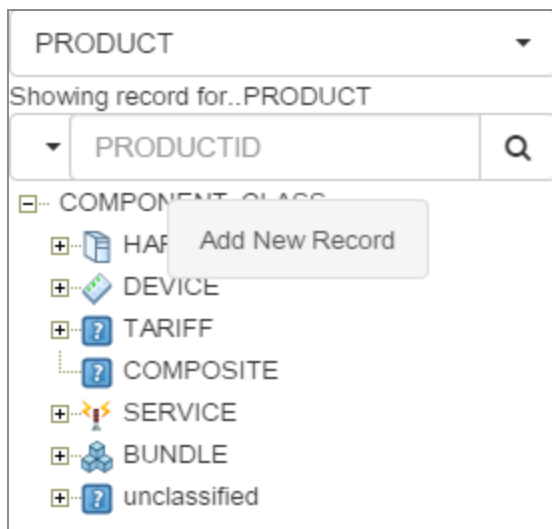 PRODUCT
Showing record for..PRODUCT
PRODUCTID
Add New Record
DEVICE
TARIFF
COMPOSITE
SERVICE
BUNDLE
unclassified